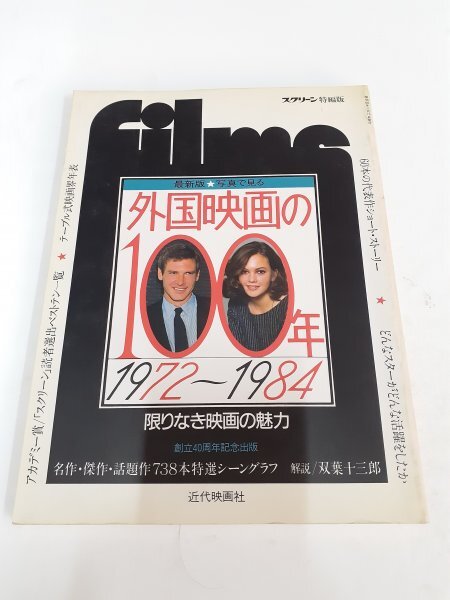 スクリーン特編版
films
最新版★写真で見る
外国映画の
100年
1972〜1984
限りなき映画の魅力
創立40周年記念出版
名作・傑作・話題作738本特選シーングラフ 解説/双葉十三郎
近代映画社
60本の代表作ショート・ストーリー
★
どんなスターがどんな活躍をしたか
テーブル式映画界年表
★
アカデミー賞/「スクリーン」読者選出ベストテン一覧